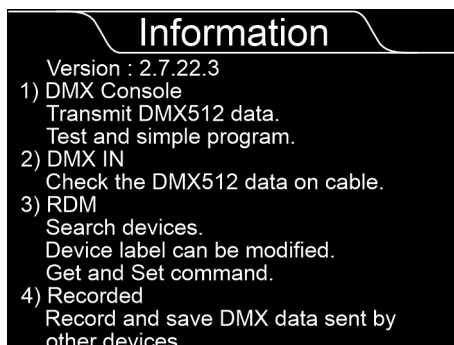 Information
Version : 2.7.22.3
1) DMX Console
Transmit DMX512 data.
Test and simple program.
2) DMX IN
Check the DMX512 data on cable.
3) RDM
Search devices.
Device label can be modified.
Get and Set command.
4) Recorded
Record and save DMX data sent by
other devices